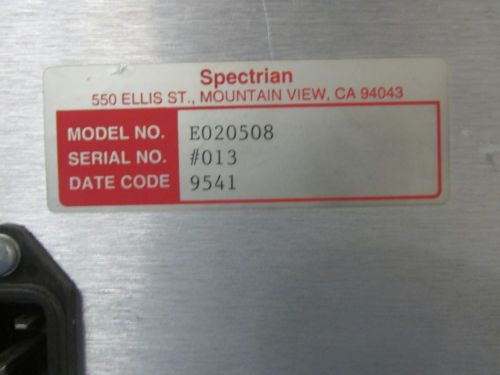 Spectrian
550 ELLIS ST., MOUNTAIN VIEW, CA 94043
MODEL NO. E020508
SERIAL NO. #013
DATE CODE 9541